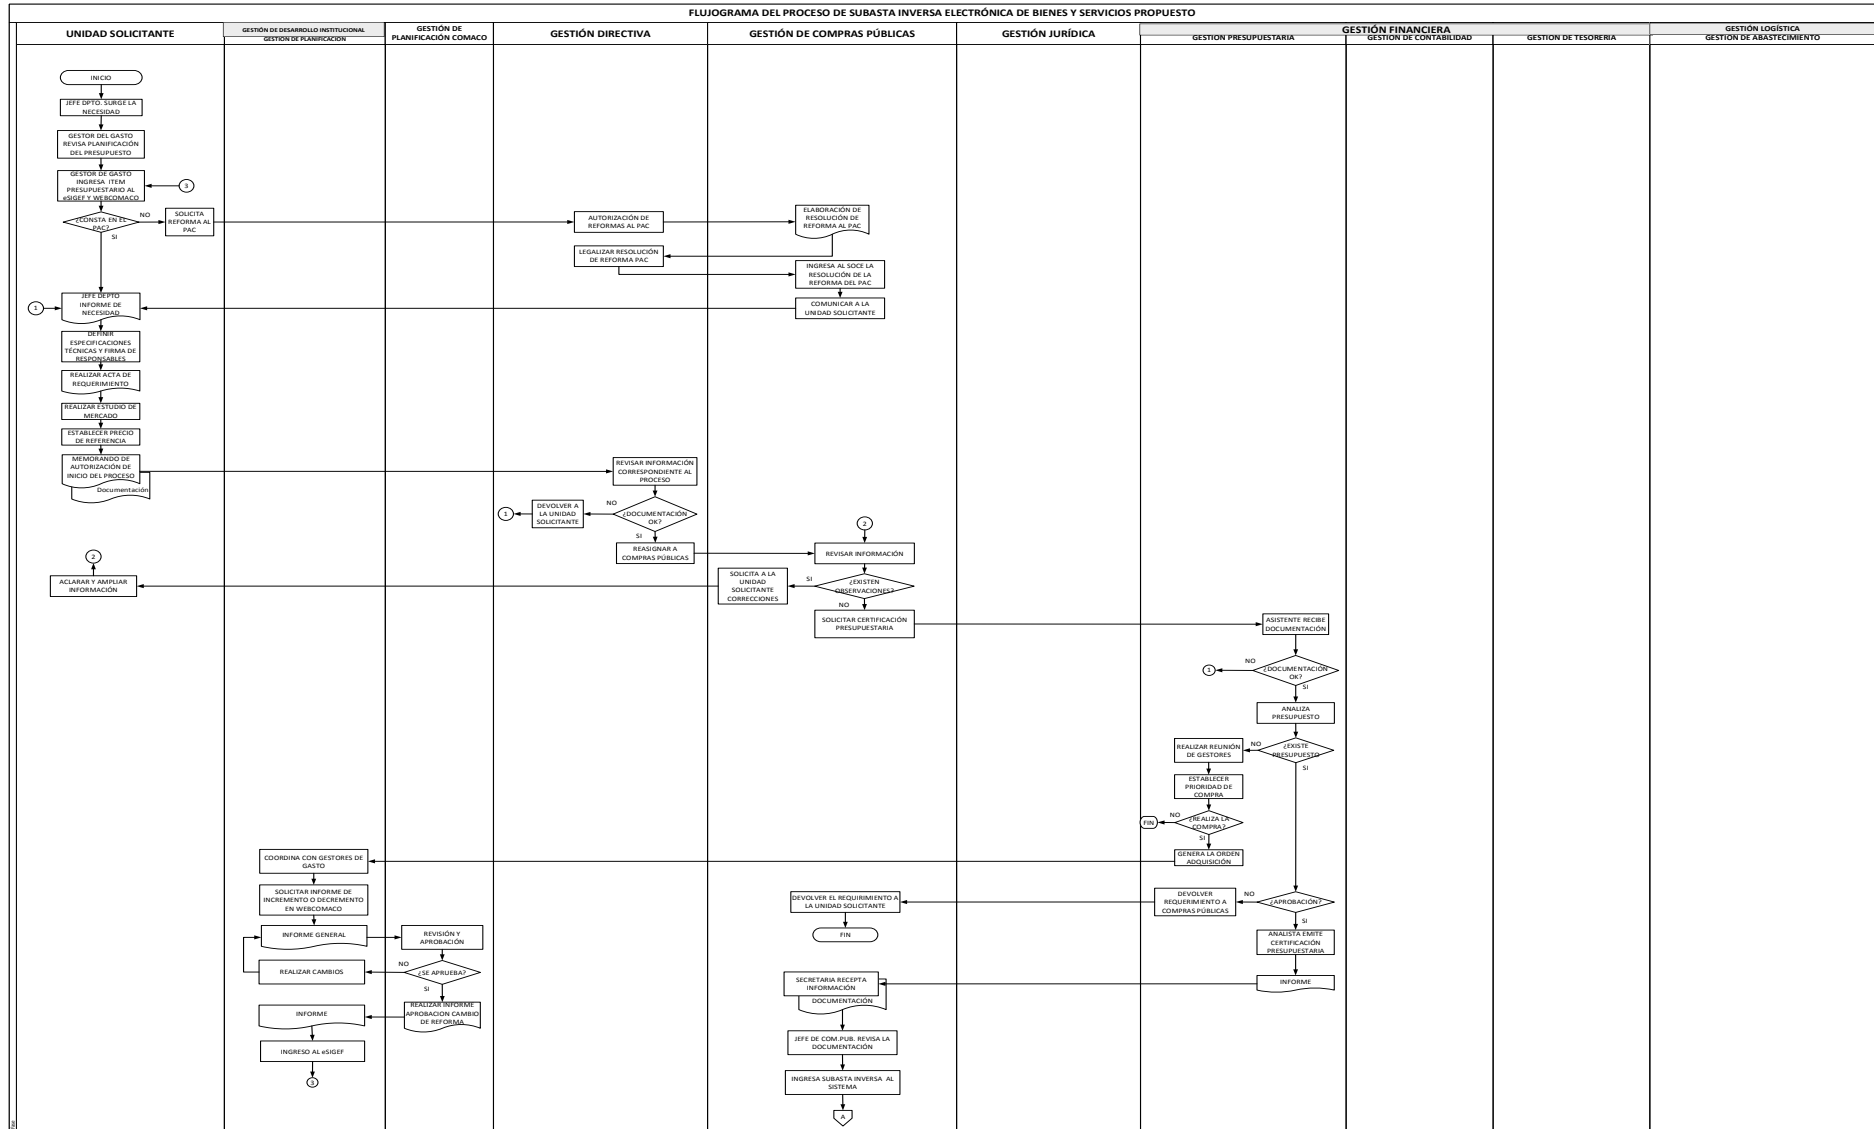 FLUJOGRAMA DEL PROCESO DE SUBASTA INVERSA ELECTRÓNICA DE BIENES Y SERVICIOS PROPUESTO
UNIDAD SOLICITANTE
GESTIÓN DE DESARROLLO INSTITUCIONAL
GESTIÓN DE PLANIFICACIÓN
GESTIÓN DE
PLANIFICACIÓN COMACO
GESTIÓN DIRECTIVA
GESTIÓN DE COMPRAS PÚBLICAS
GESTIÓN JURÍDICA
GESTIÓN FINANCIERA
GESTIÓN PRESUPUESTARIA
GESTIÓN DE CONTABILIDAD
GESTIÓN DE TESORERÍA
GESTIÓN LOGÍSTICA
GESTIÓN DE ABASTECIMIENTO
INICIO
JEFE DPTO. SURGE LA
NECESIDAD
GESTOR DEL GASTO
REVISA PLANIFICACIÓN
DEL PRESUPUESTO
GESTOR DE GASTO
INGRESA ITEM
PRESUPUESTARIO AL
eSIGEF Y WEBCOMACO
3
¿CONSTA EN EL
PAC?
NO
SI
SOLICITA
REFORMA AL
PAC
AUTORIZACIÓN DE
REFORMAS AL PAC
ELABORACIÓN DE
RESOLUCIÓN DE
REFORMA AL PAC
LEGALIZAR RESOLUCIÓN
DE REFORMA PAC
INGRESA AL SOCE LA
RESOLUCIÓN DE LA
REFORMA DEL PAC
COMUNICAR A LA
UNIDAD SOLICITANTE
1
JEFE DEPTO
INFORME DE
NECESIDAD
DEFINIR
ESPECIFICACIONES
TÉCNICAS Y FIRMA DE
RESPONSABLES
REALIZAR ACTA DE
REQUERIMIENTO
REALIZAR ESTUDIO DE
MERCADO
ESTABLECER PRECIO
DE REFERENCIA
MEMORANDO DE
AUTORIZACIÓN DE
INICIO DEL PROCESO
Documentación
REVISAR INFORMACIÓN
CORRESPONDIENTE AL
PROCESO
¿DOCUMENTACIÓN
OK?
NO
SI
DEVOLVER A
LA UNIDAD
SOLICITANTE
1
REASIGNAR A
COMPRAS PÚBLICAS
2
REVISAR INFORMACIÓN
¿EXISTEN
OBSERVACIONES?
SI
NO
SOLICITA A LA
UNIDAD
SOLICITANTE
CORRECCIONES
2
ACLARAR Y AMPLIAR
INFORMACIÓN
SOLICITAR CERTIFICACIÓN
PRESUPUESTARIA
ASISTENTE RECIBE
DOCUMENTACIÓN
¿DOCUMENTACIÓN
OK?
NO
1
SI
ANALIZA
PRESUPUESTO
¿EXISTE
PRESUPUESTO
NO
SI
REALIZAR REUNIÓN
DE GESTORES
ESTABLECER
PRIORIDAD DE
COMPRA
¿REALIZA LA
COMPRA?
NO
FIN
SI
GENERA LA ORDEN
ADQUISICIÓN
COORDINA CON GESTORES DE
GASTO
SOLICITAR INFORME DE
INCREMENTO O DECREMENTO
EN WEBCOMACO
INFORME GENERAL
REVISIÓN Y
APROBACIÓN
¿SE APRUEBA?
NO
SI
REALIZAR CAMBIOS
REALIZAR INFORME
APROBACION CAMBIO
DE REFORMA
INFORME
INGRESO AL eSIGEF
3
¿APROBACIÓN?
NO
SI
DEVOLVER
REQUERIMIENTO A
COMPRAS PÚBLICAS
DEVOLVER EL REQUIRIMIENTO A
LA UNIDAD SOLICITANTE
FIN
ANALISTA EMITE
CERTIFICACIÓN
PRESUPUESTARIA
INFORME
SECRETARIA RECEPTA
INFORMACIÓN
DOCUMENTACIÓN
JEFE DE COM.PUB. REVISA LA
DOCUMENTACIÓN
INGRESA SUBASTA INVERSA AL
SISTEMA
A